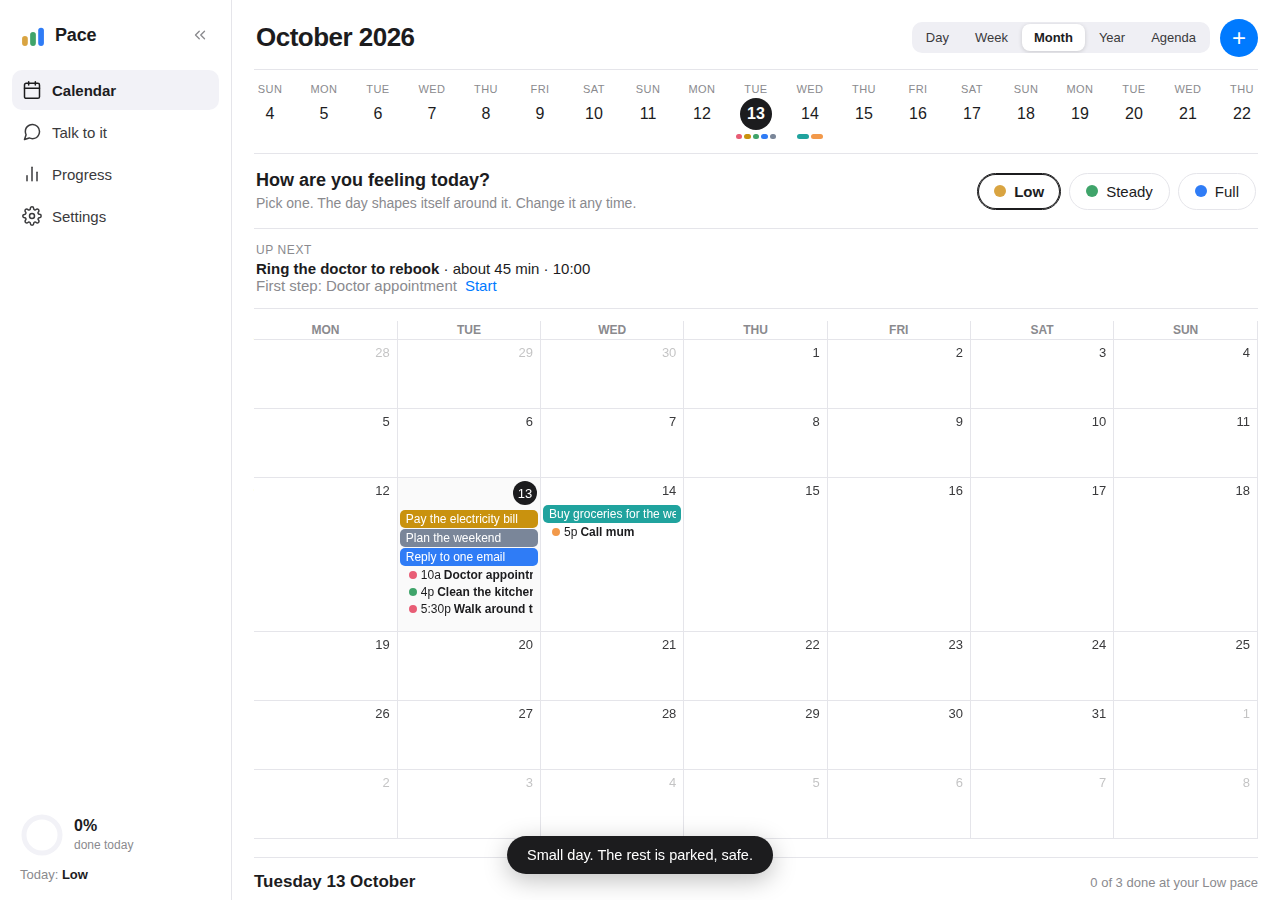 Pace
Calendar
Talk to it
Progress
Settings
0%
done today
Today: Low
October 2026
Day Week Month Year Agenda
SUN MON TUE WED THU FRI SAT SUN MON TUE WED THU FRI SAT SUN MON TUE WED THU
4 5 6 7 8 9 10 11 12 13 14 15 16 17 18 19 20 21 22
How are you feeling today?
Pick one. The day shapes itself around it. Change it any time.
Low Steady Full
UP NEXT
Ring the doctor to rebook · about 45 min · 10:00
First step: Doctor appointment Start
MON TUE WED THU FRI SAT SUN
28 29 30 1 2 3 4
5 6 7 8 9 10 11
12 13 14 15 16 17 18
Pay the electricity bill
Plan the weekend
Reply to one email
10a Doctor appointr
4p Clean the kitcher
5:30p Walk around t
Buy groceries for the we
5p Call mum
19 20 21 22 23 24 25
26 27 28 29 30 31 1
2 3 4 5 6 7 8
Small day. The rest is parked, safe.
Tuesday 13 October
0 of 3 done at your Low pace